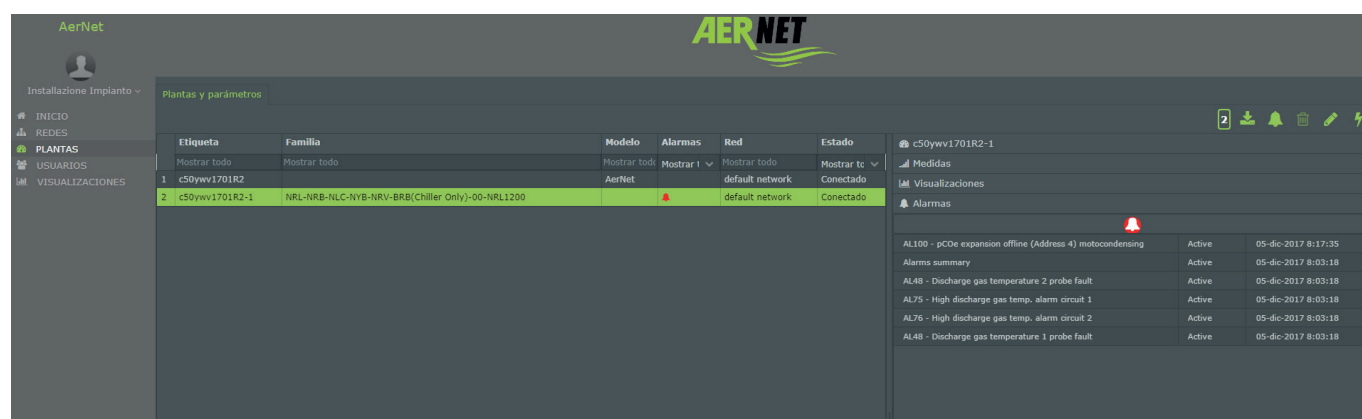 AerNet
AERNET
Installazione Impianto
INICIO
REDES
PLANTAS
USUARIOS
VISUALIZACIONES
Plantas y parámetros
2
Etiqueta Familia Modelo Alarmas Red Estado
Mostrar todo Mostrar todo Mostrar todo Mostrar t Mostrar todo Mostrar to
1 c50ywv1701R2 AerNet default network Conectado
2 c50ywv1701R2-1 NRL-NRB-NLC-NYB-NRV-BRB(Chiller Only)-00-NRL1200 default network Conectado
c50ywv1701R2-1
Medidas
Visualizaciones
Alarmas
AL100 - pCOe expansion offline (Address 4) motocondensing Active 05-dic-2017 8:17:35
Alarms summary Active 05-dic-2017 8:03:18
AL48 - Discharge gas temperature 2 probe fault Active 05-dic-2017 8:03:18
AL75 - High discharge gas temp. alarm circuit 1 Active 05-dic-2017 8:03:18
AL76 - High discharge gas temp. alarm circuit 2 Active 05-dic-2017 8:03:18
AL48 - Discharge gas temperature 1 probe fault Active 05-dic-2017 8:03:18